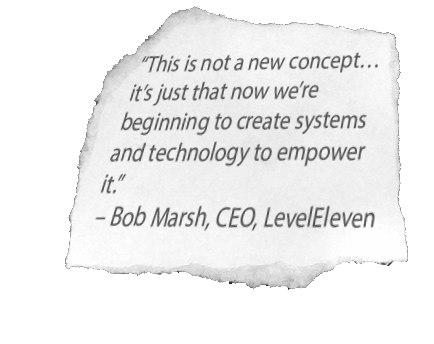 “This is not a new concept…
it’s just that now we’re
beginning to create systems
and technology to empower
it.”
– Bob Marsh, CEO, LevelEleven